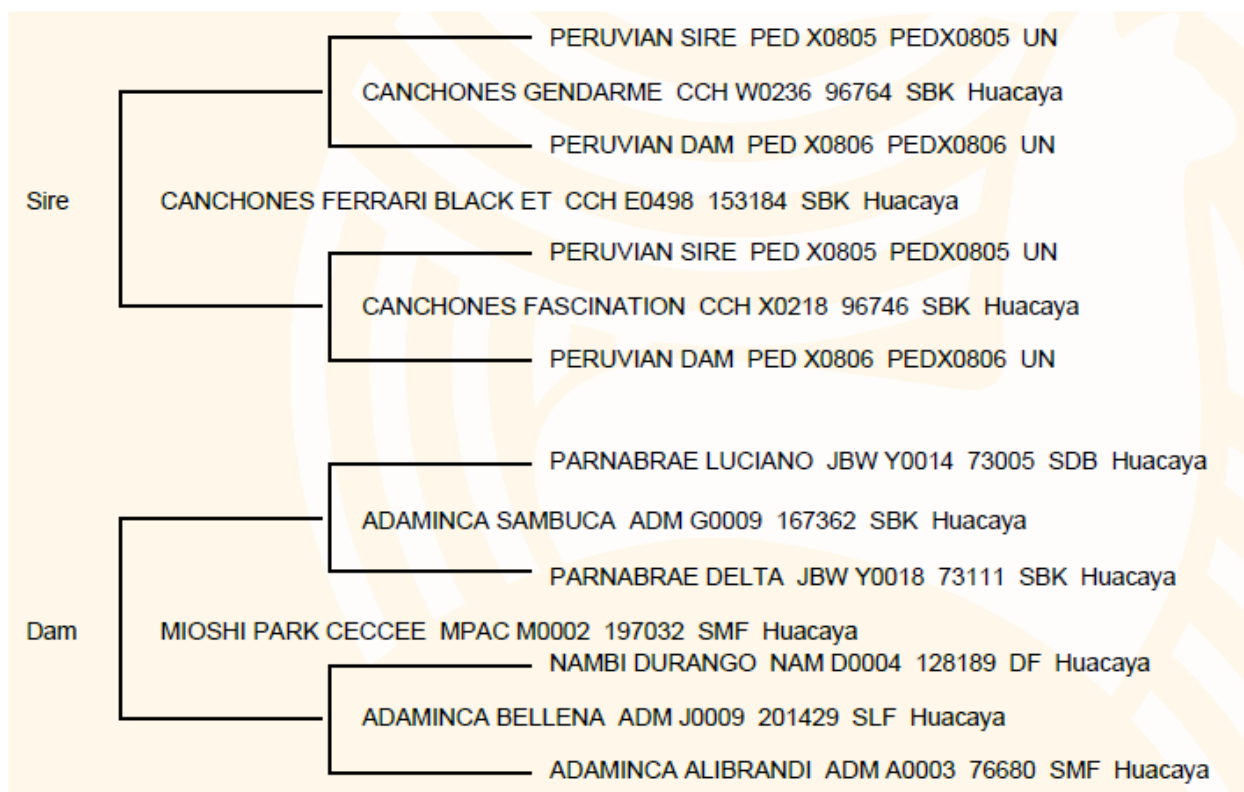 PERUVIAN SIRE PED X0805 PEDX0805 UN
CANCHONES GENDARME CCH W0236 96764 SBK Huacaya
PERUVIAN DAM PED X0806 PEDX0806 UN
Sire CANCHONES FERRARI BLACK ET CCH E0498 153184 SBK Huacaya
PERUVIAN SIRE PED X0805 PEDX0805 UN
CANCHONES FASCINATION CCH X0218 96746 SBK Huacaya
PERUVIAN DAM PED X0806 PEDX0806 UN
PARNABRAE LUCIANO JBW Y0014 73005 SDB Huacaya
ADAMINCA SAMBUCA ADM G0009 167362 SBK Huacaya
PARNABRAE DELTA JBW Y0018 73111 SBK Huacaya
Dam MIOSHI PARK CECCEE MPAC M0002 197032 SMF Huacaya
NAMBI DURANGO NAM D0004 128189 DF Huacaya
ADAMINCA BELLENA ADM J0009 201429 SLF Huacaya
ADAMINCA ALIBRANDI ADM A0003 76680 SMF Huacaya